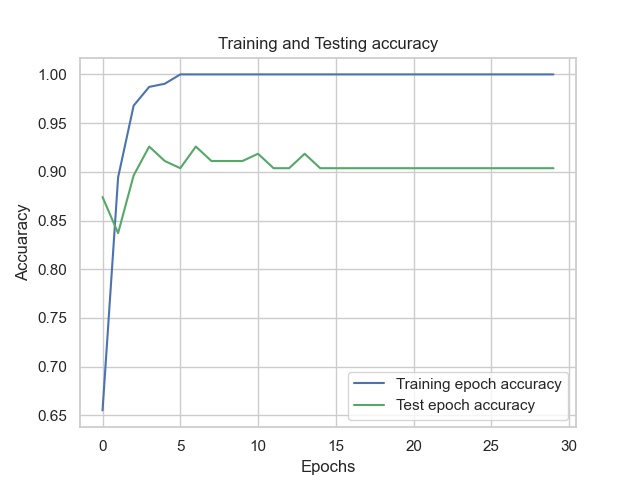 Training and Testing accuracy
1.00
0.95
0.90
0.85
0.80
0.75
0.70
0.65
Accuaracy
0 5 10 15 20 25 30
Epochs
Training epoch accuracy
Test epoch accuracy